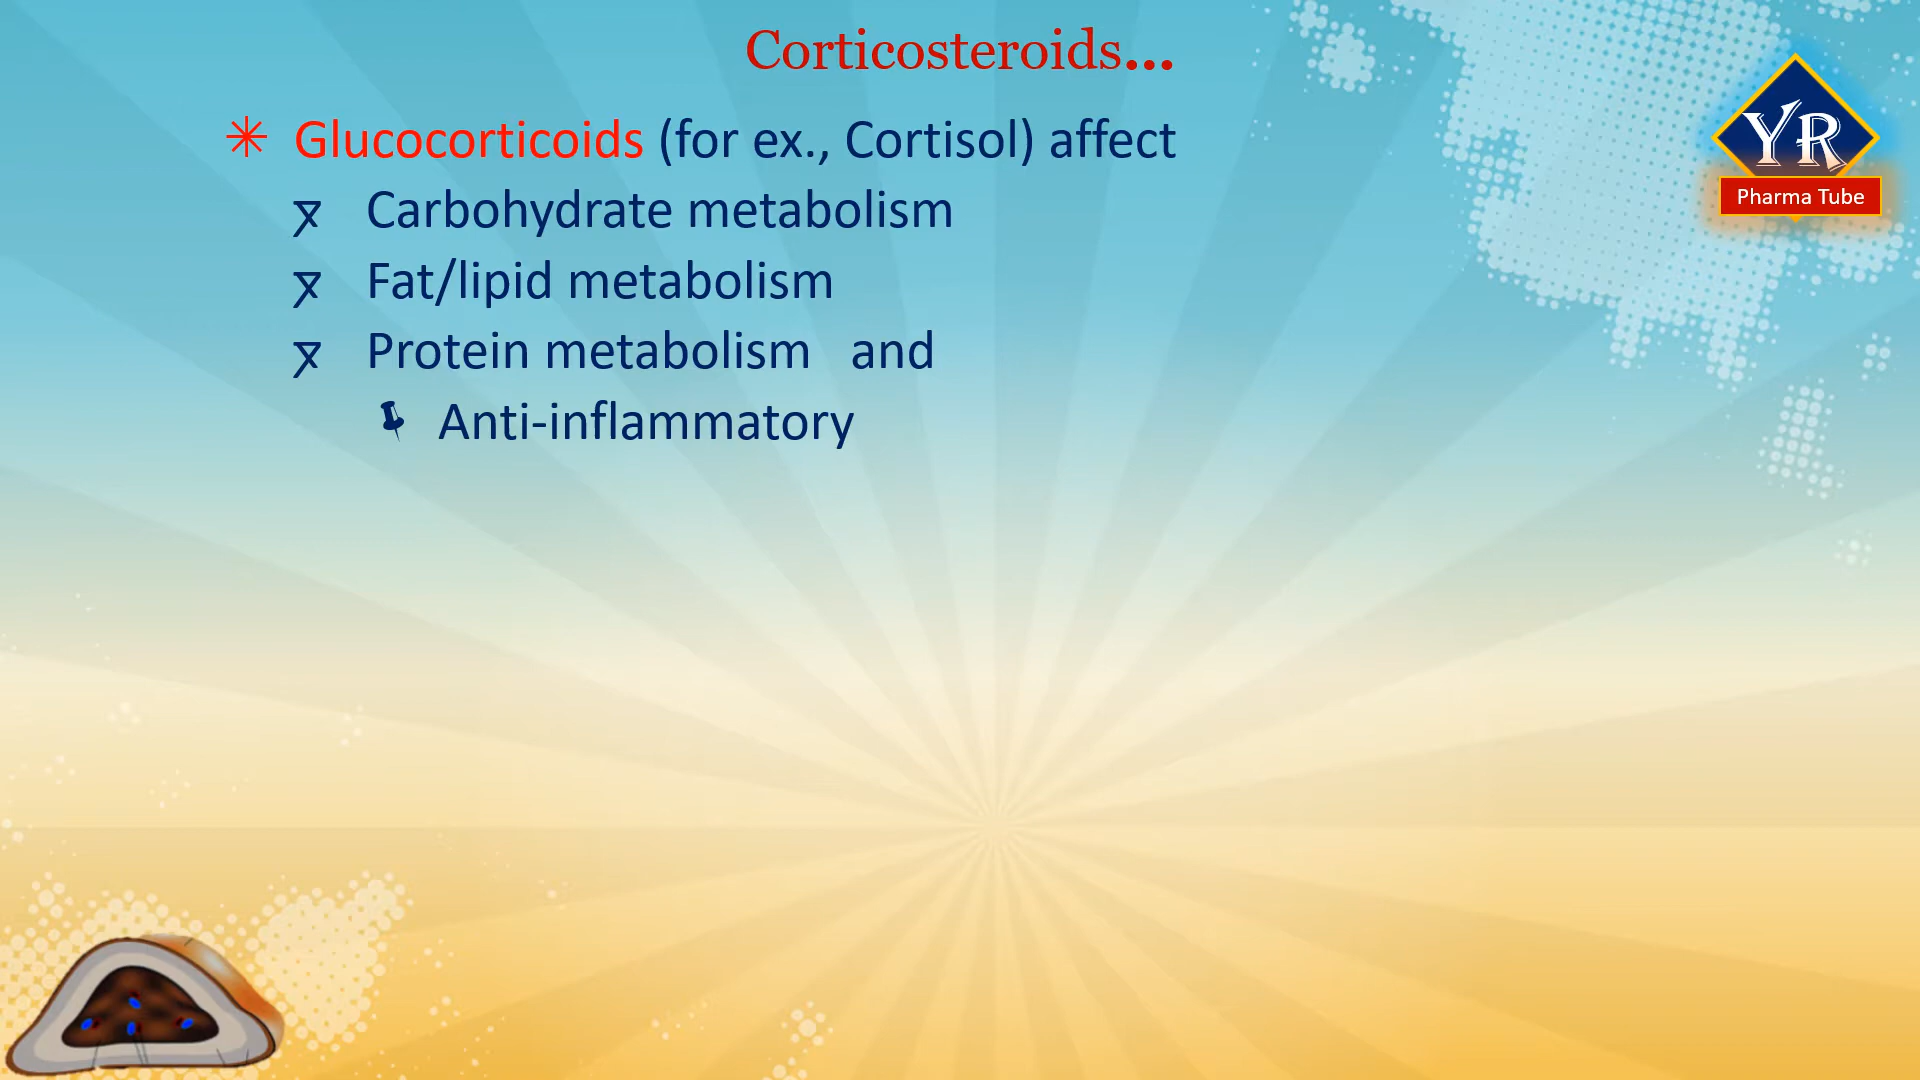 Corticosteroids...
Glucocorticoids (for ex., Cortisol) affect
Carbohydrate metabolism
Fat/lipid metabolism
Protein metabolism and
Anti-inflammatory
YR
Pharma Tube